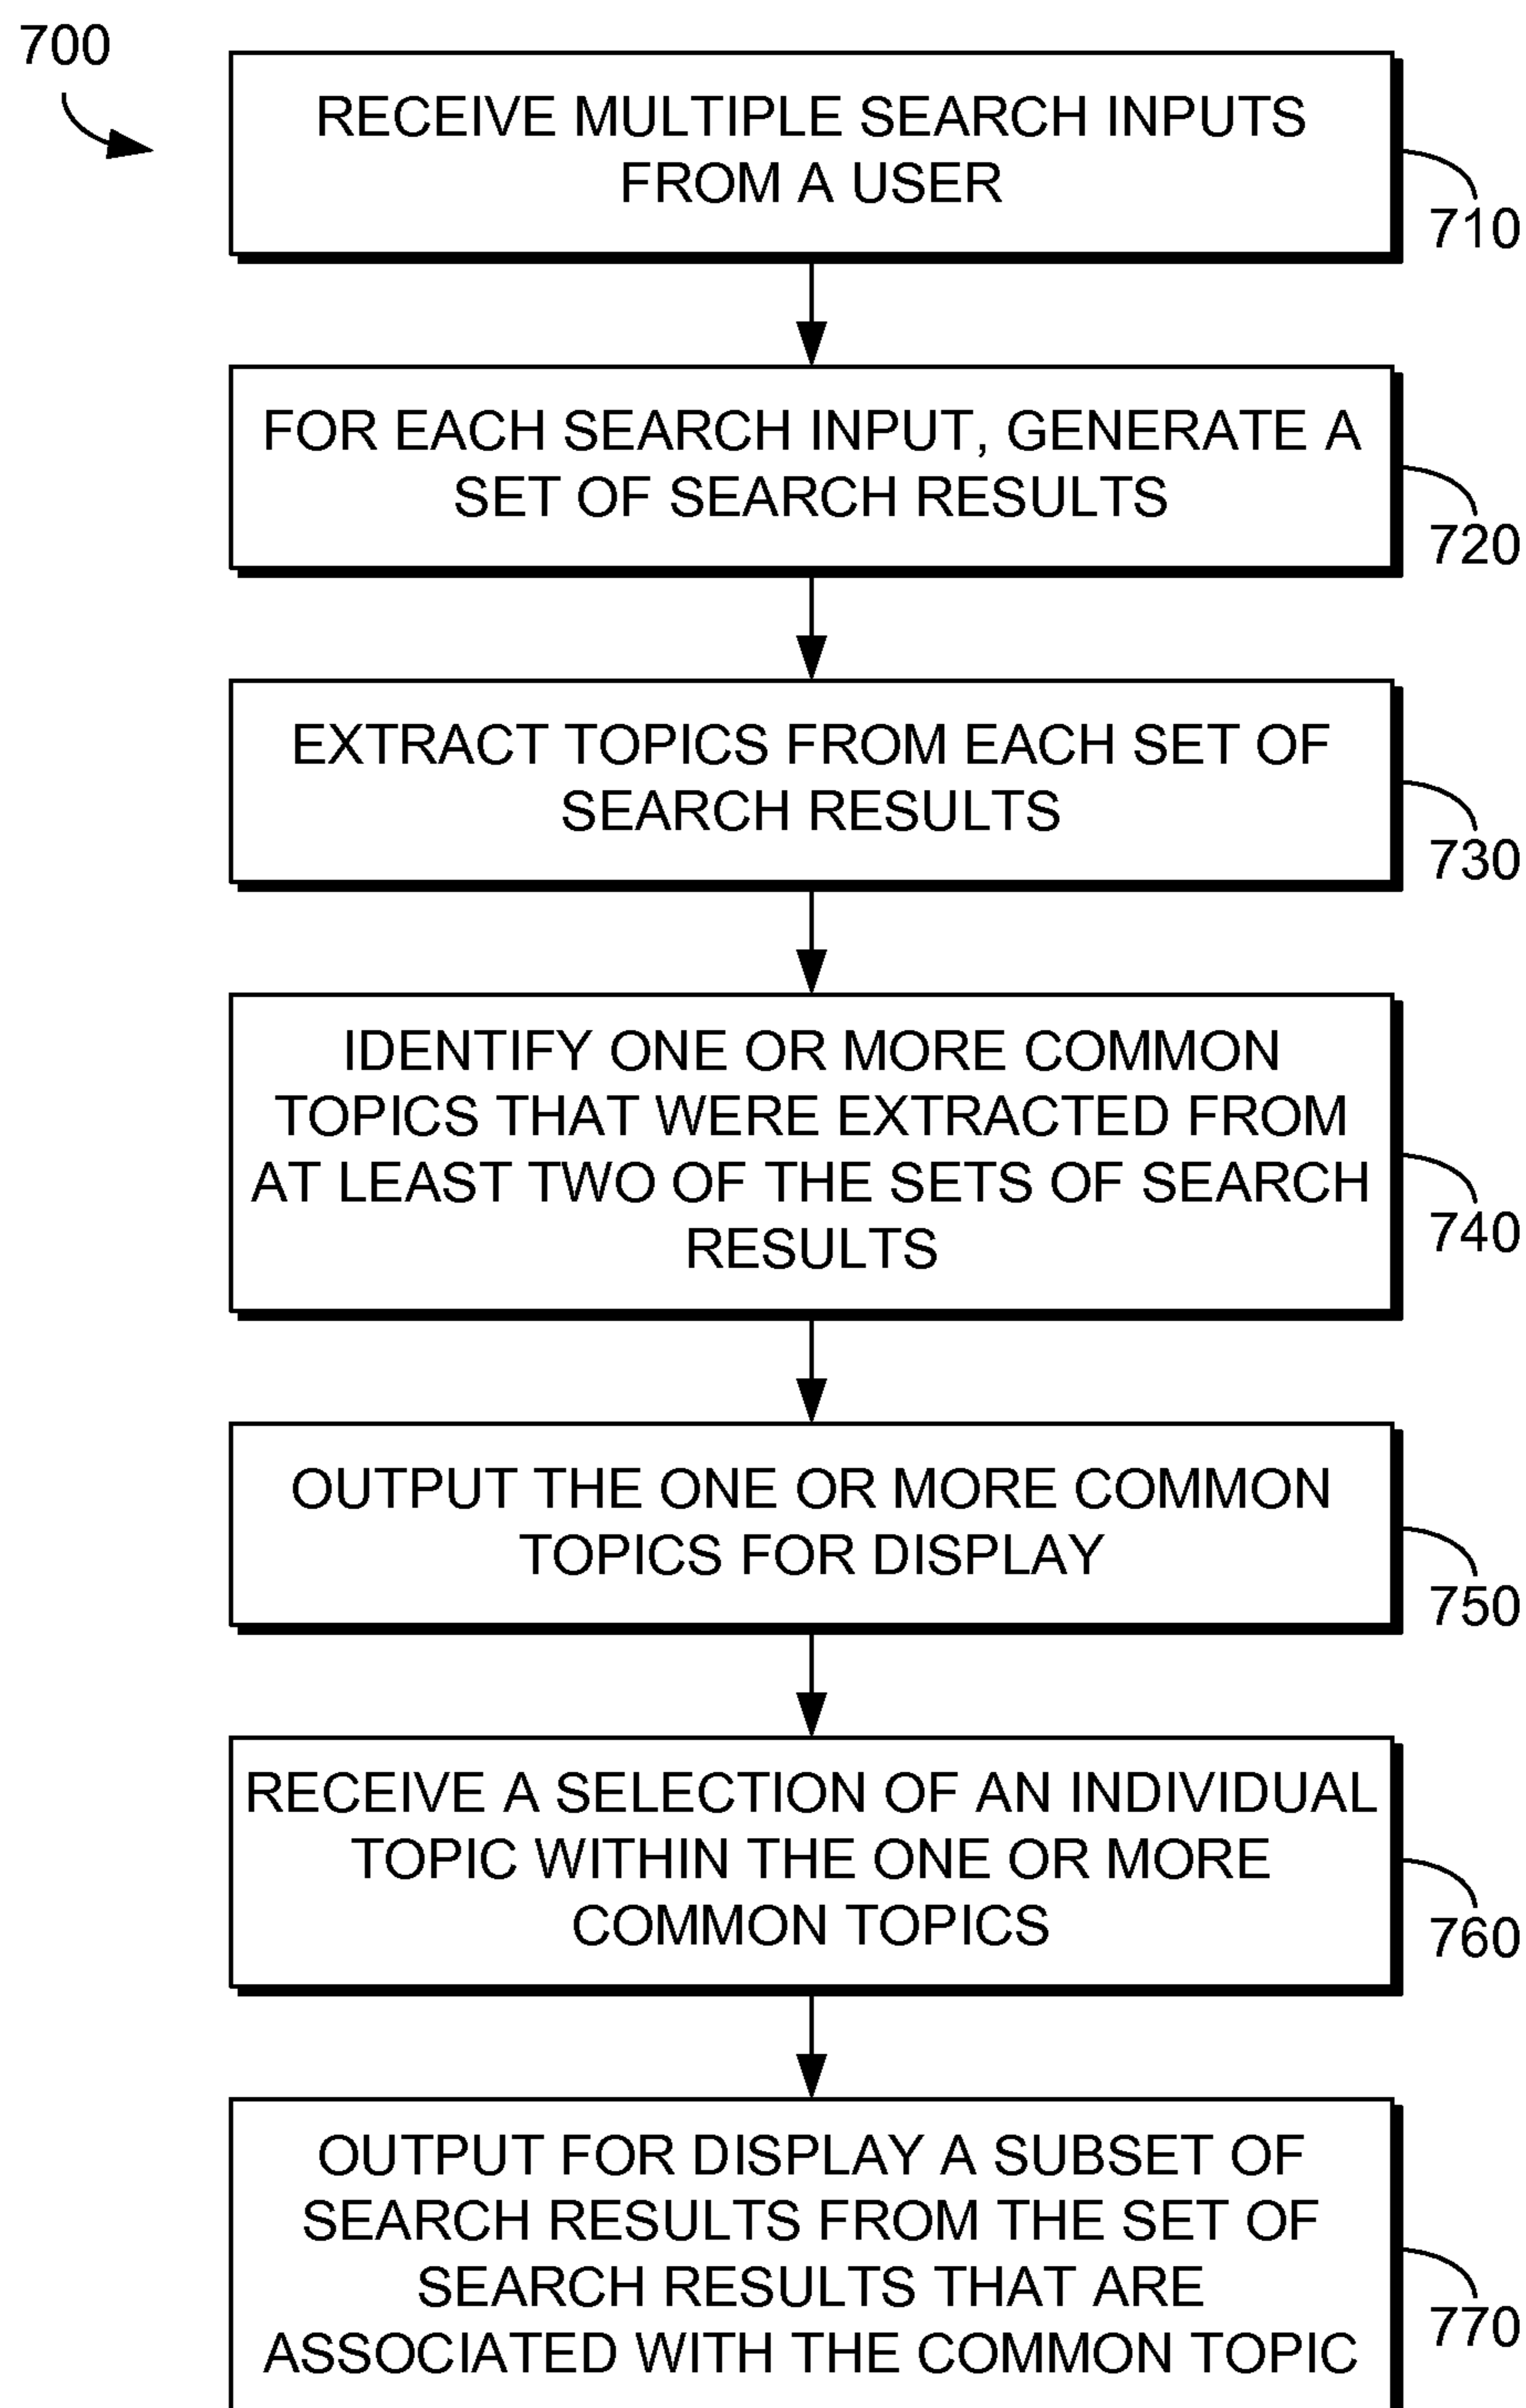 700
RECEIVE MULTIPLE SEARCH INPUTS
FROM A USER
710
FOR EACH SEARCH INPUT, GENERATE A
SET OF SEARCH RESULTS
720
EXTRACT TOPICS FROM EACH SET OF
SEARCH RESULTS
730
IDENTIFY ONE OR MORE COMMON
TOPICS THAT WERE EXTRACTED FROM
AT LEAST TWO OF THE SETS OF SEARCH
RESULTS
740
OUTPUT THE ONE OR MORE COMMON
TOPICS FOR DISPLAY
750
RECEIVE A SELECTION OF AN INDIVIDUAL
TOPIC WITHIN THE ONE OR MORE
COMMON TOPICS
760
OUTPUT FOR DISPLAY A SUBSET OF
SEARCH RESULTS FROM THE SET OF
SEARCH RESULTS THAT ARE
ASSOCIATED WITH THE COMMON TOPIC
770